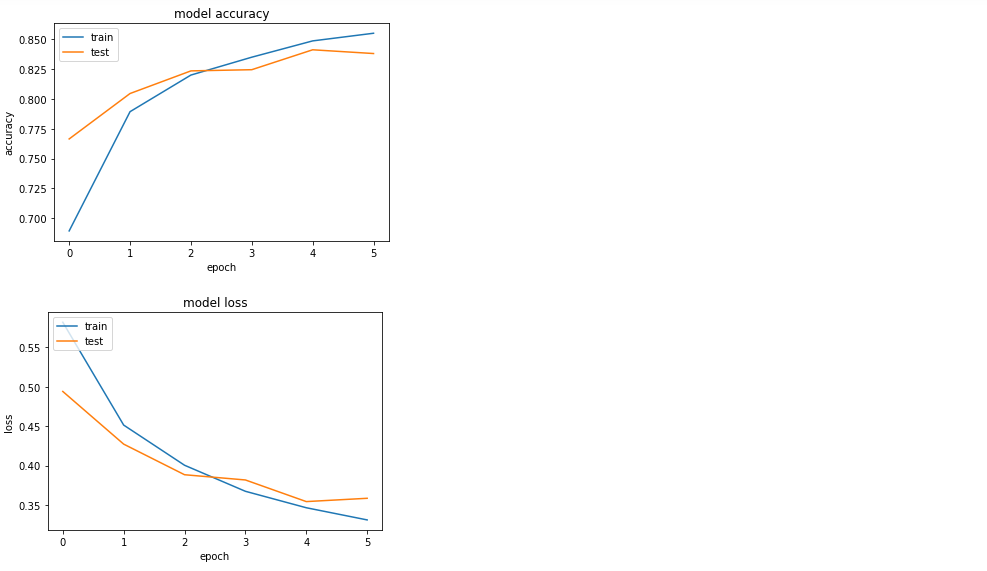 model accuracy
train
test
0.850
0.825
0.800
0.775
0.750
0.725
0.700
accuracy
0 1 2 3 4 5
epoch
model loss
train
test
0.55
0.50
0.45
0.40
0.35
loss
0 1 2 3 4 5
epoch